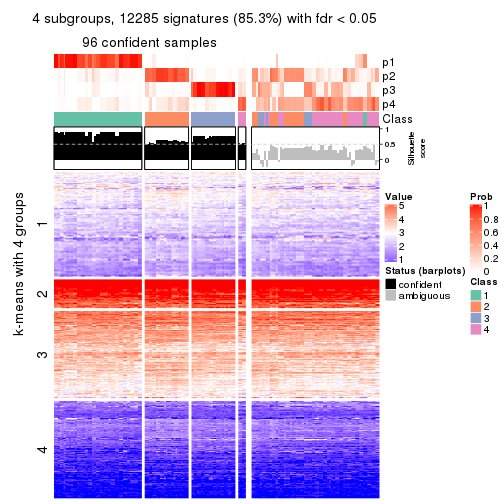 4 subgroups, 12285 signatures (85.3%) with fdr < 0.05
96 confident samples
p1
p2
p3
p4
Class
1
0.5
0
Silhouette
score
k-means with 4 groups
1
2
3
4
Value
5
4
3
2
1
Status (barplots)
confident
ambiguous
Prob
1
0.8
0.6
0.4
0.2
0
Class
1
2
3
4